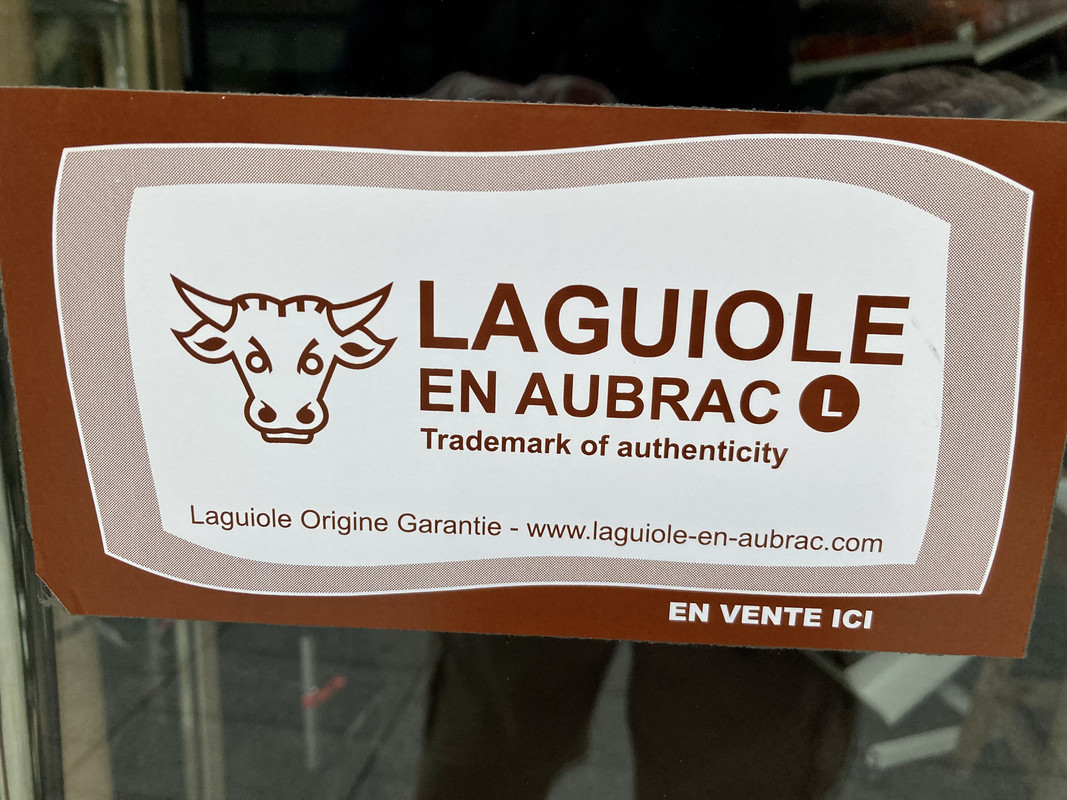 LAGUIOLE
EN AUBRAC L
Trademark of authenticity
Laguiole Origine Garantie - www.laguiole-en-aubrac.com
EN VENTE ICI